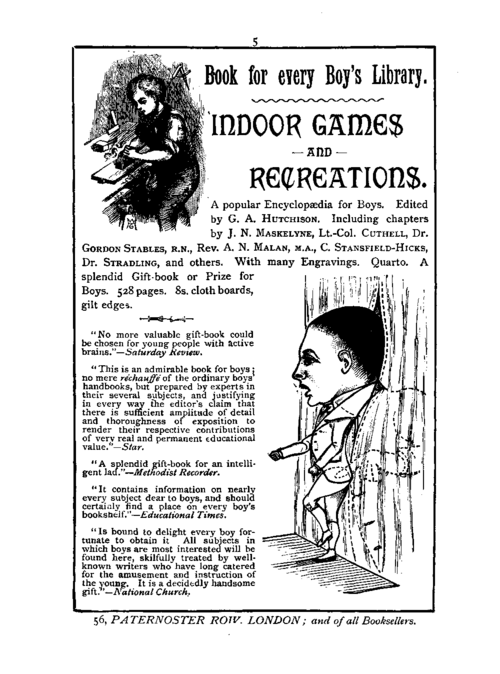 5
Book for every Boy's Library.
INDOOR GAMES
— AND —
RECREATIONS.
A popular Encyclopædia for Boys. Edited
by G. A. HUTCHISON. Including chapters
by J. N. MASKELYNE, Lt.-Col. CUTHELL, Dr.
GORDON STABLES, R.N., Rev. A. N. MALAN, M.A., C. STANSFIELD-HICKS,
Dr. STRADLING, and others. With many Engravings. Quarto. A
splendid Gift-book or Prize for
Boys. 528 pages. 8s. cloth boards,
gilt edges.
"No more valuable gift-book could
be chosen for young people with active
brains."—Saturday Review.
"This is an admirable book for boys;
no mere réchauffé of the ordinary boys'
handbooks, but prepared by experts in
their several subjects, and justifying
in every way the editor's claim that
there is sufficient amplitude of detail
and thoroughness of exposition to
render their respective contributions
of very real and permanent educational
value."—Star.
"A splendid gift-book for an intelli-
gent lad."—Methodist Recorder.
"It contains information on nearly
every subject dear to boys, and should
certainly find a place on every boy's
bookshelf."—Educational Times.
"Is bound to delight every boy for-
tunate to obtain it All subjects in
which boys are most interested will be
found here, skilfully treated by well-
known writers who have long catered
for the amusement and instruction of
the young. It is a decidedly handsome
gift."—National Church.
56, PATERNOSTER ROW. LONDON; and of all Booksellers.